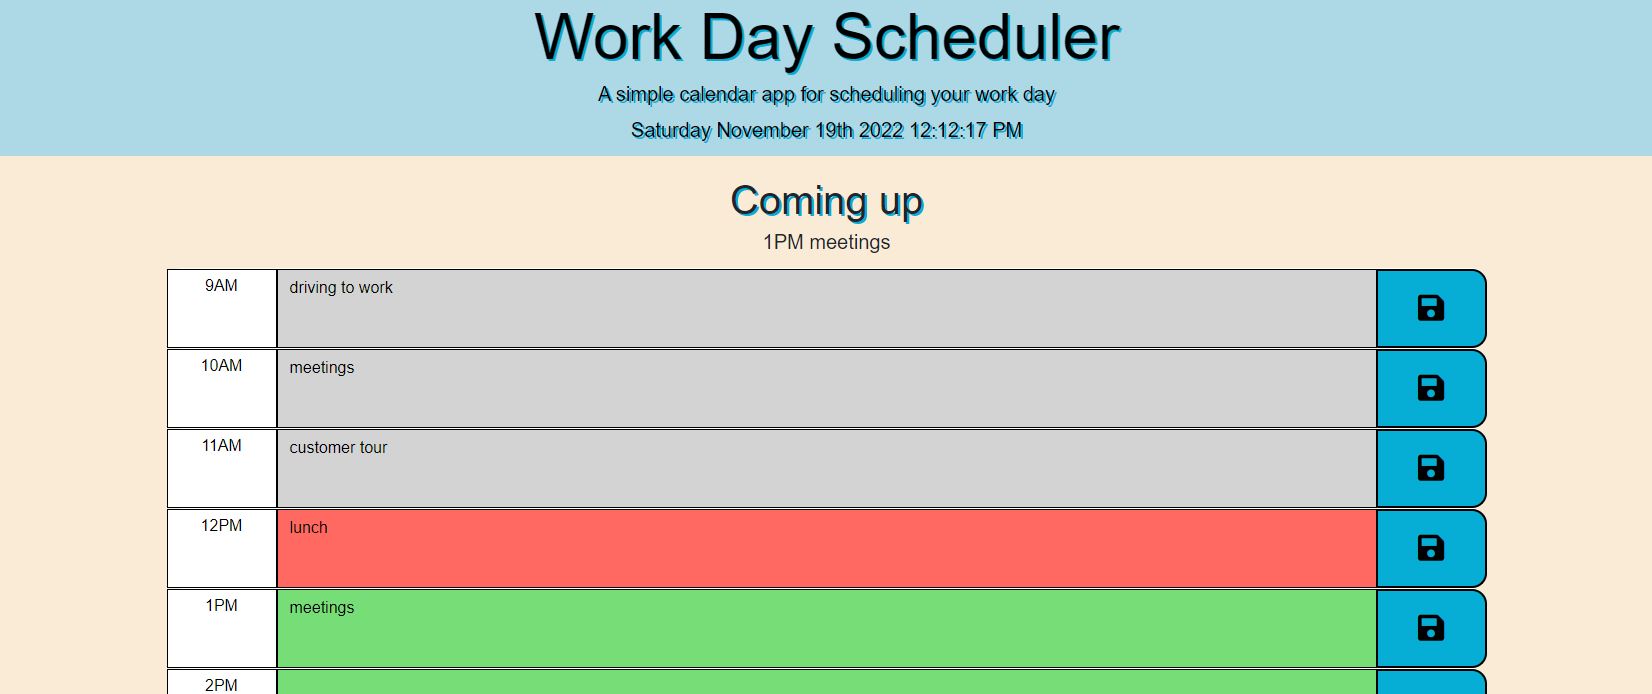 Work Day Scheduler
A simple calendar app for scheduling your work day
Saturday November 19th 2022 12:12:17 PM
Coming up
1PM meetings
9AM driving to work
10AM meetings
11AM customer tour
12PM lunch
1PM meetings
2PM